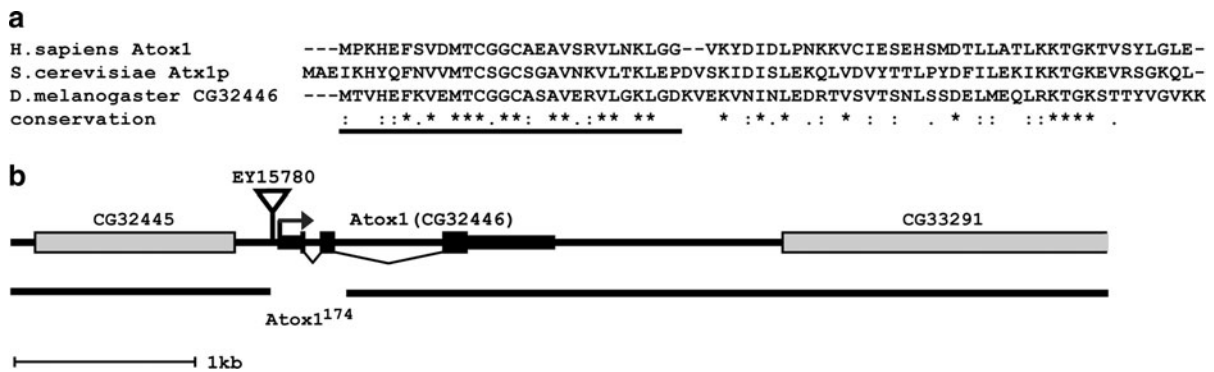 a
H.sapiens Atox1 ---MPKHEFSVDMTCGGCAEAVSRVLNKLGG--VKYDIDLPNKKVCIESEHSMDTLLATLKKTGKTVSYLGLE-
S.cerevisiae Atx1p MAEIKHYQFNVVMTCSGCSGAVNKVLTKLEPDVSKIDISLEKQLVDVYTTLPYDFILEKIKKTGKEVRSGKQL-
D.melanogaster CG32446 ---MTVHEFKVEMTCGGCASAVERVLGKLGDKVEKVNINLEDRTVSVTSNLSSDELMEQLRKTGKSTTYVGVKK
conservation : ::*.* ***.**: **.:** ** * :*.* .: * : : . * :: ::**** .
b
EY15780
CG32445 Atox1(CG32446) CG33291
Atox1174
1kb